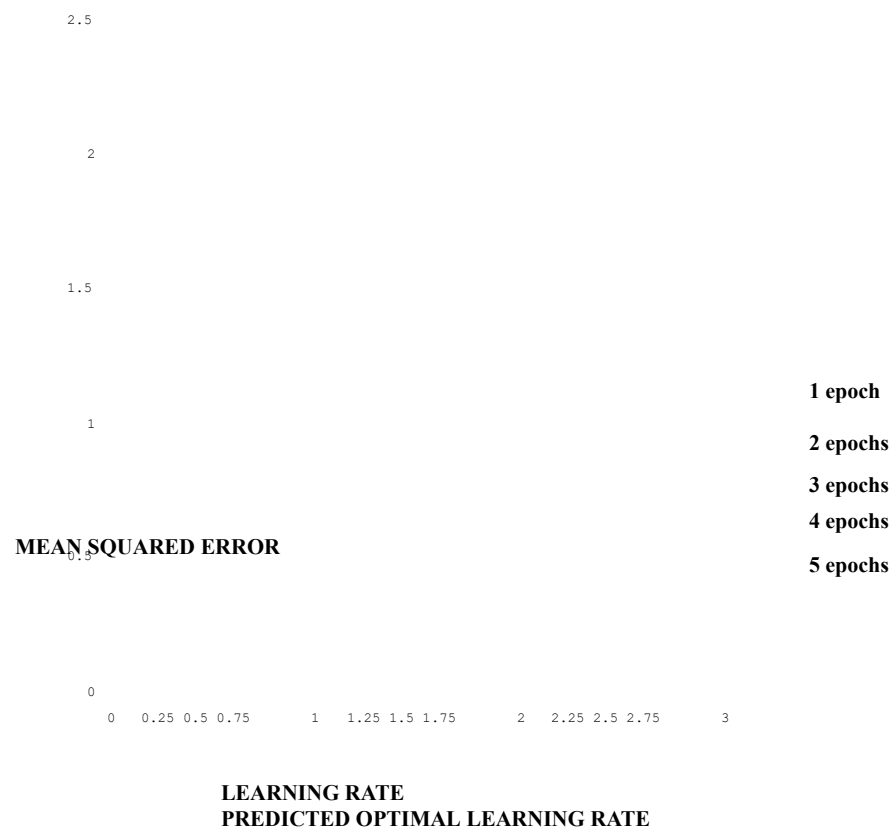 2.5
2
1.5
1 epoch
1
2 epochs
3 epochs
4 epochs
MEAN SQUARED ERROR
0.5
5 epochs
0
0 0.25 0.5 0.75 1 1.25 1.5 1.75 2 2.25 2.5 2.75 3
LEARNING RATE
PREDICTED OPTIMAL LEARNING RATE